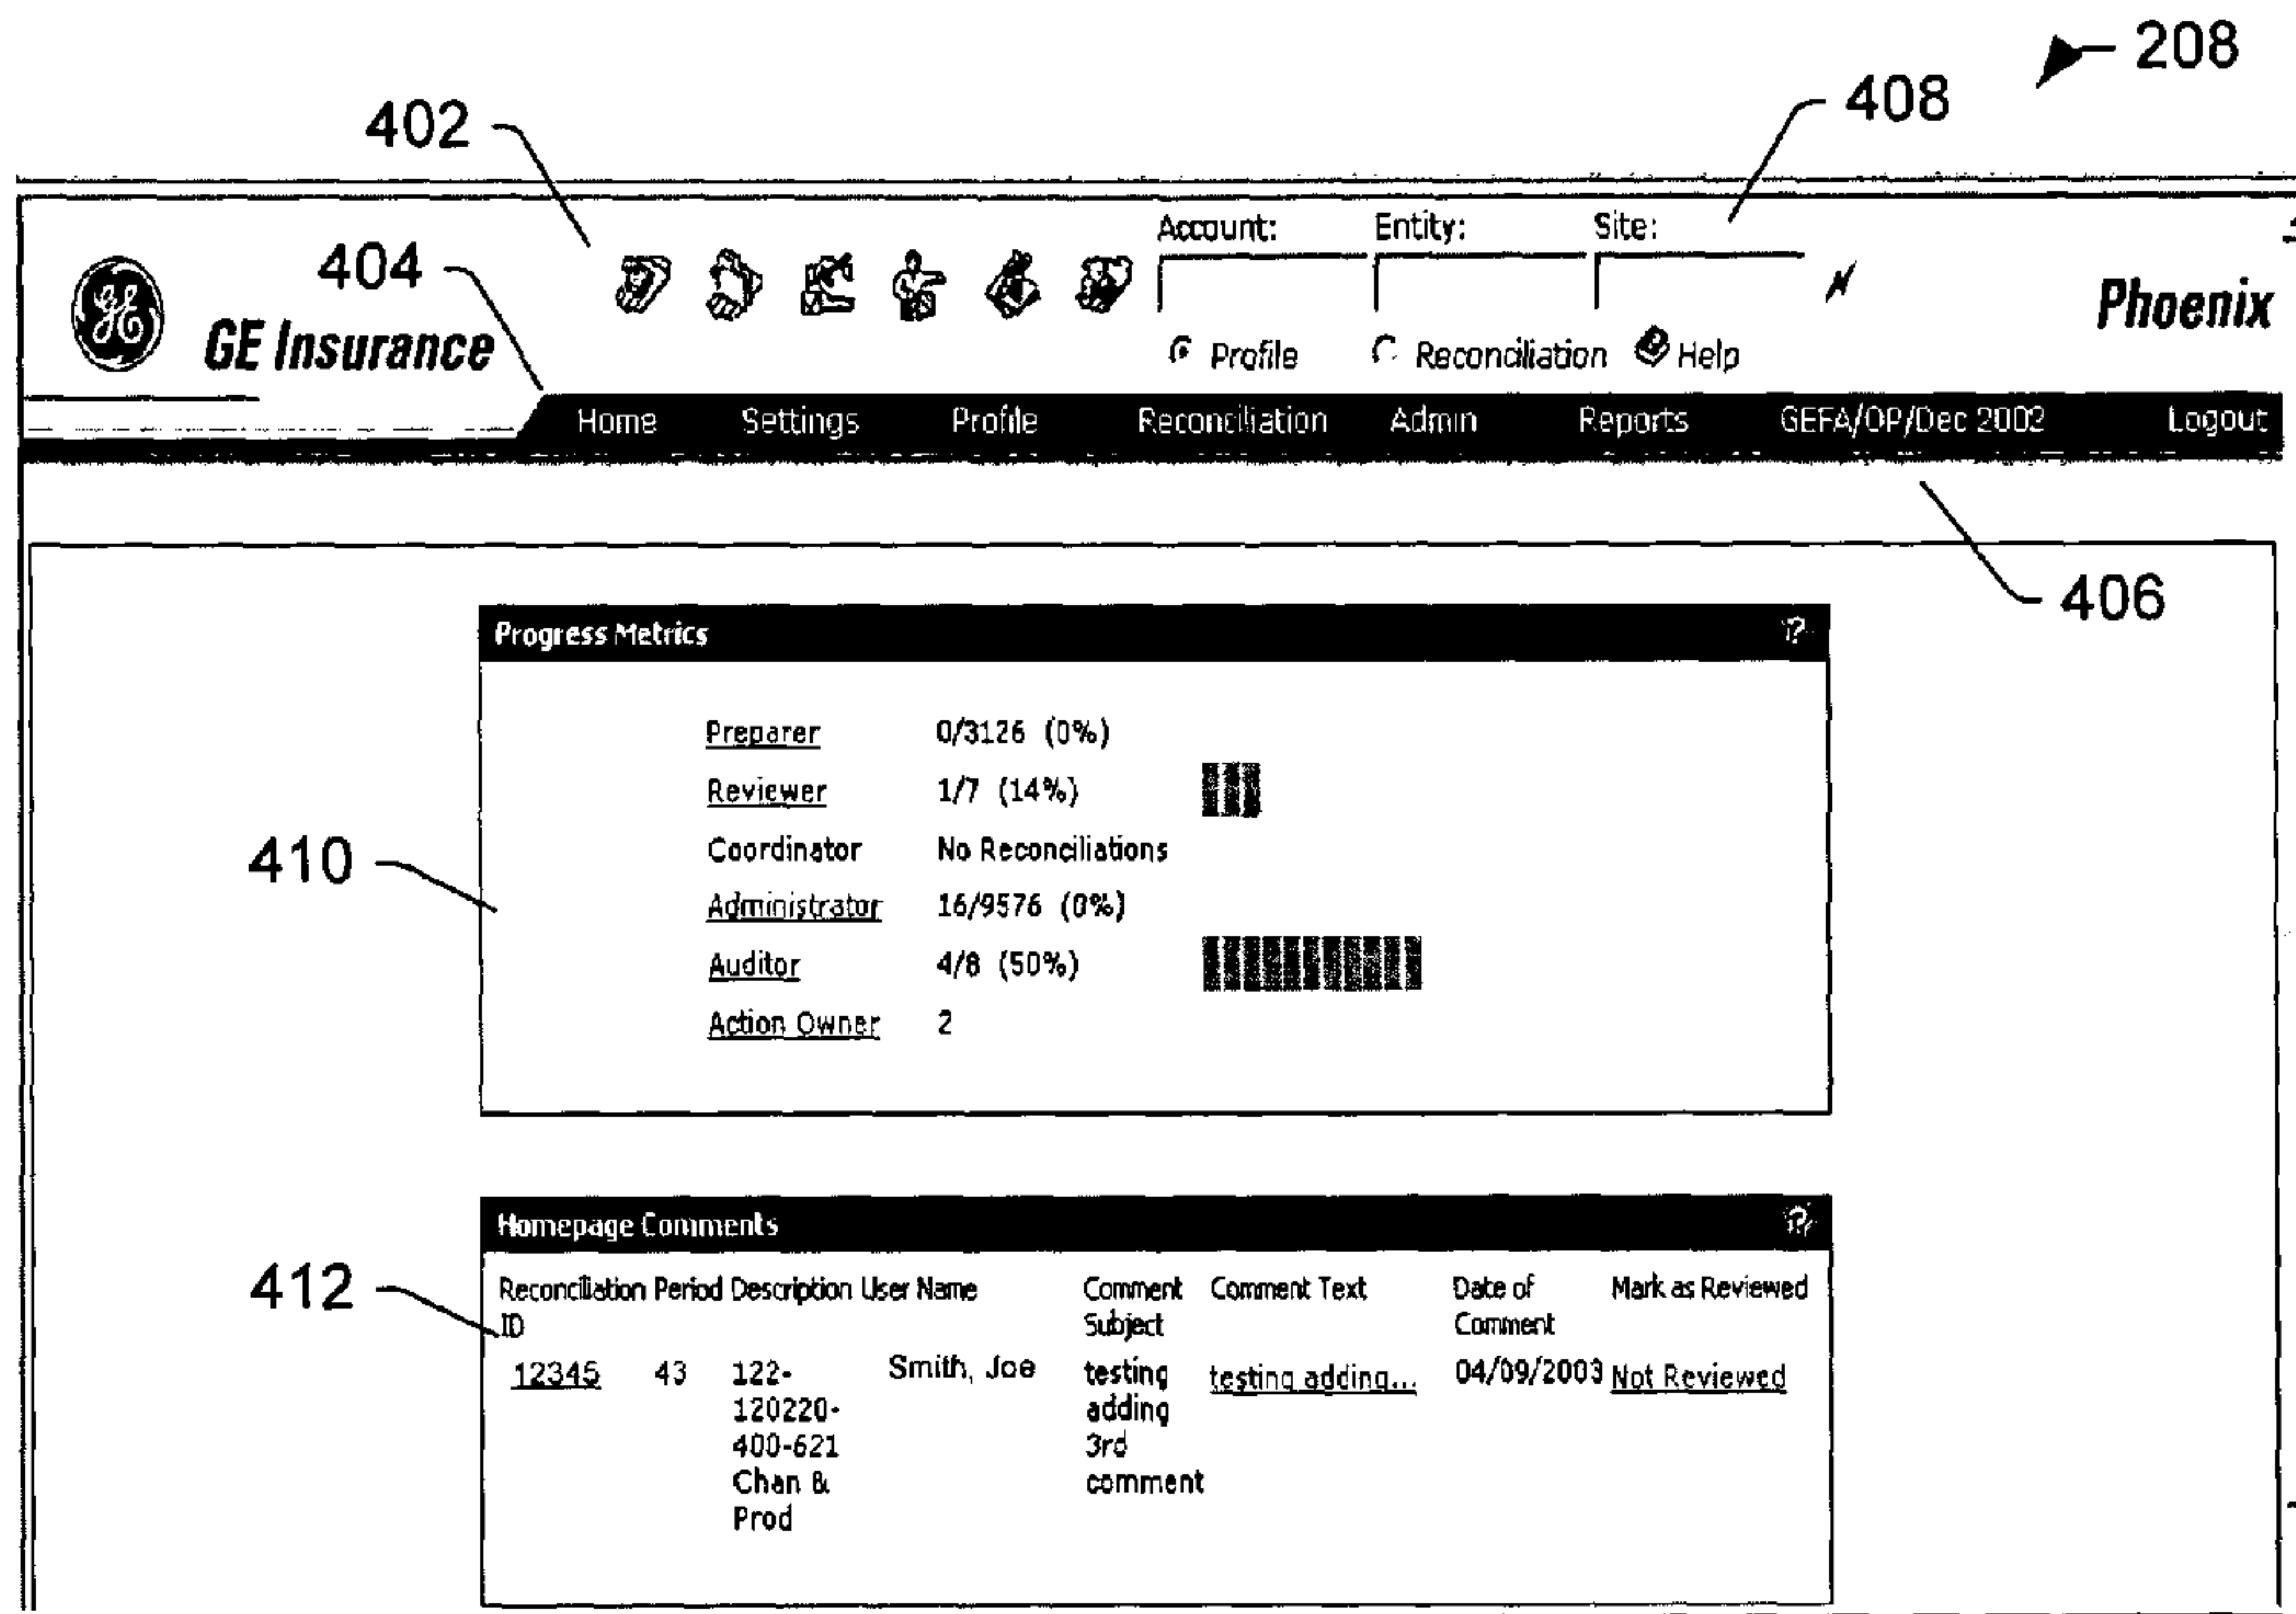 208
402
408
404
GE
GE Insurance
Account: Entity: Site:
Phoenix
Profile Reconciliation Help
Home Settings Profile Reconciliation Admin Reports GEFA/OP/Dec 2002 Logout
406
Progress Metrics ?
Preparer 0/3126 (0%)
Reviewer 1/7 (14%)
410
Coordinator No Reconciliations
Administrator 16/9576 (0%)
Auditor 4/8 (50%)
Action Owner 2
Homepage Comments ?
412
Reconciliation Period Description User Name Comment Comment Text Date of Mark as Reviewed
ID Subject Comment
12345 43 122- Smith, Joe testing testing adding... 04/09/2003 Not Reviewed
120220- adding
400-621 3rd
Chan & comment
Prod